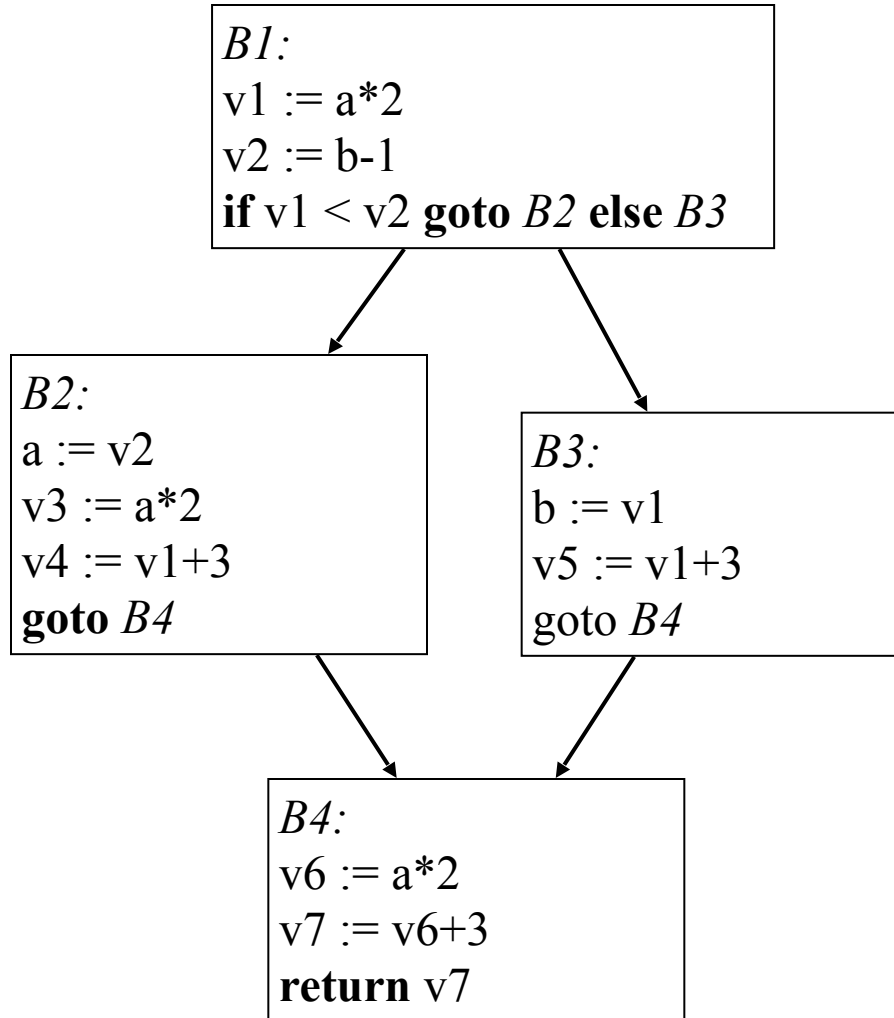 B1:
v1 := a*2
v2 := b-1
if v1 < v2 goto B2 else B3
B2:
a := v2
v3 := a*2
v4 := v1+3
goto B4
B3:
b := v1
v5 := v1+3
goto B4
B4:
v6 := a*2
v7 := v6+3
return v7